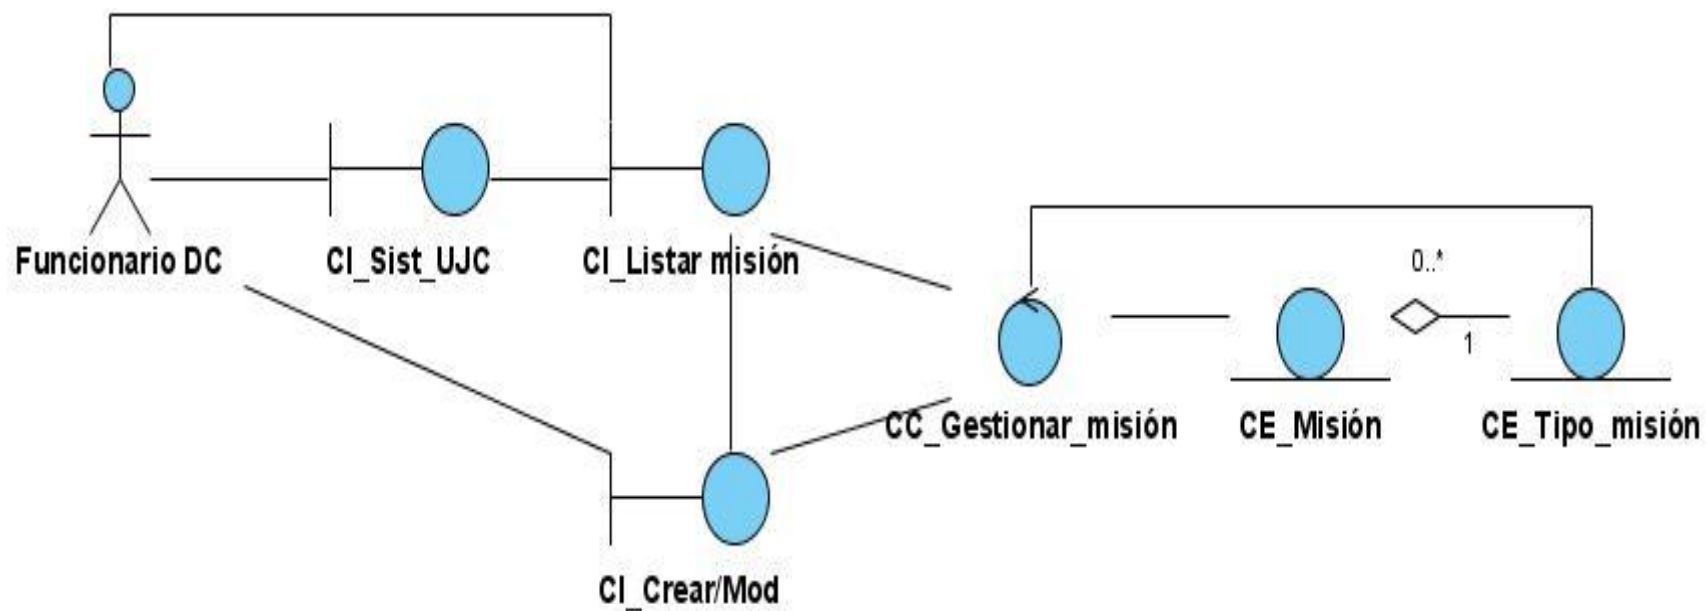 Funcionario DC
CI_Sist_UJC
CI_Listar misión
0..*
1
CC_Gestionar_misión
CE_Misión
CE_Tipo_misión
CI_Crear/Mod